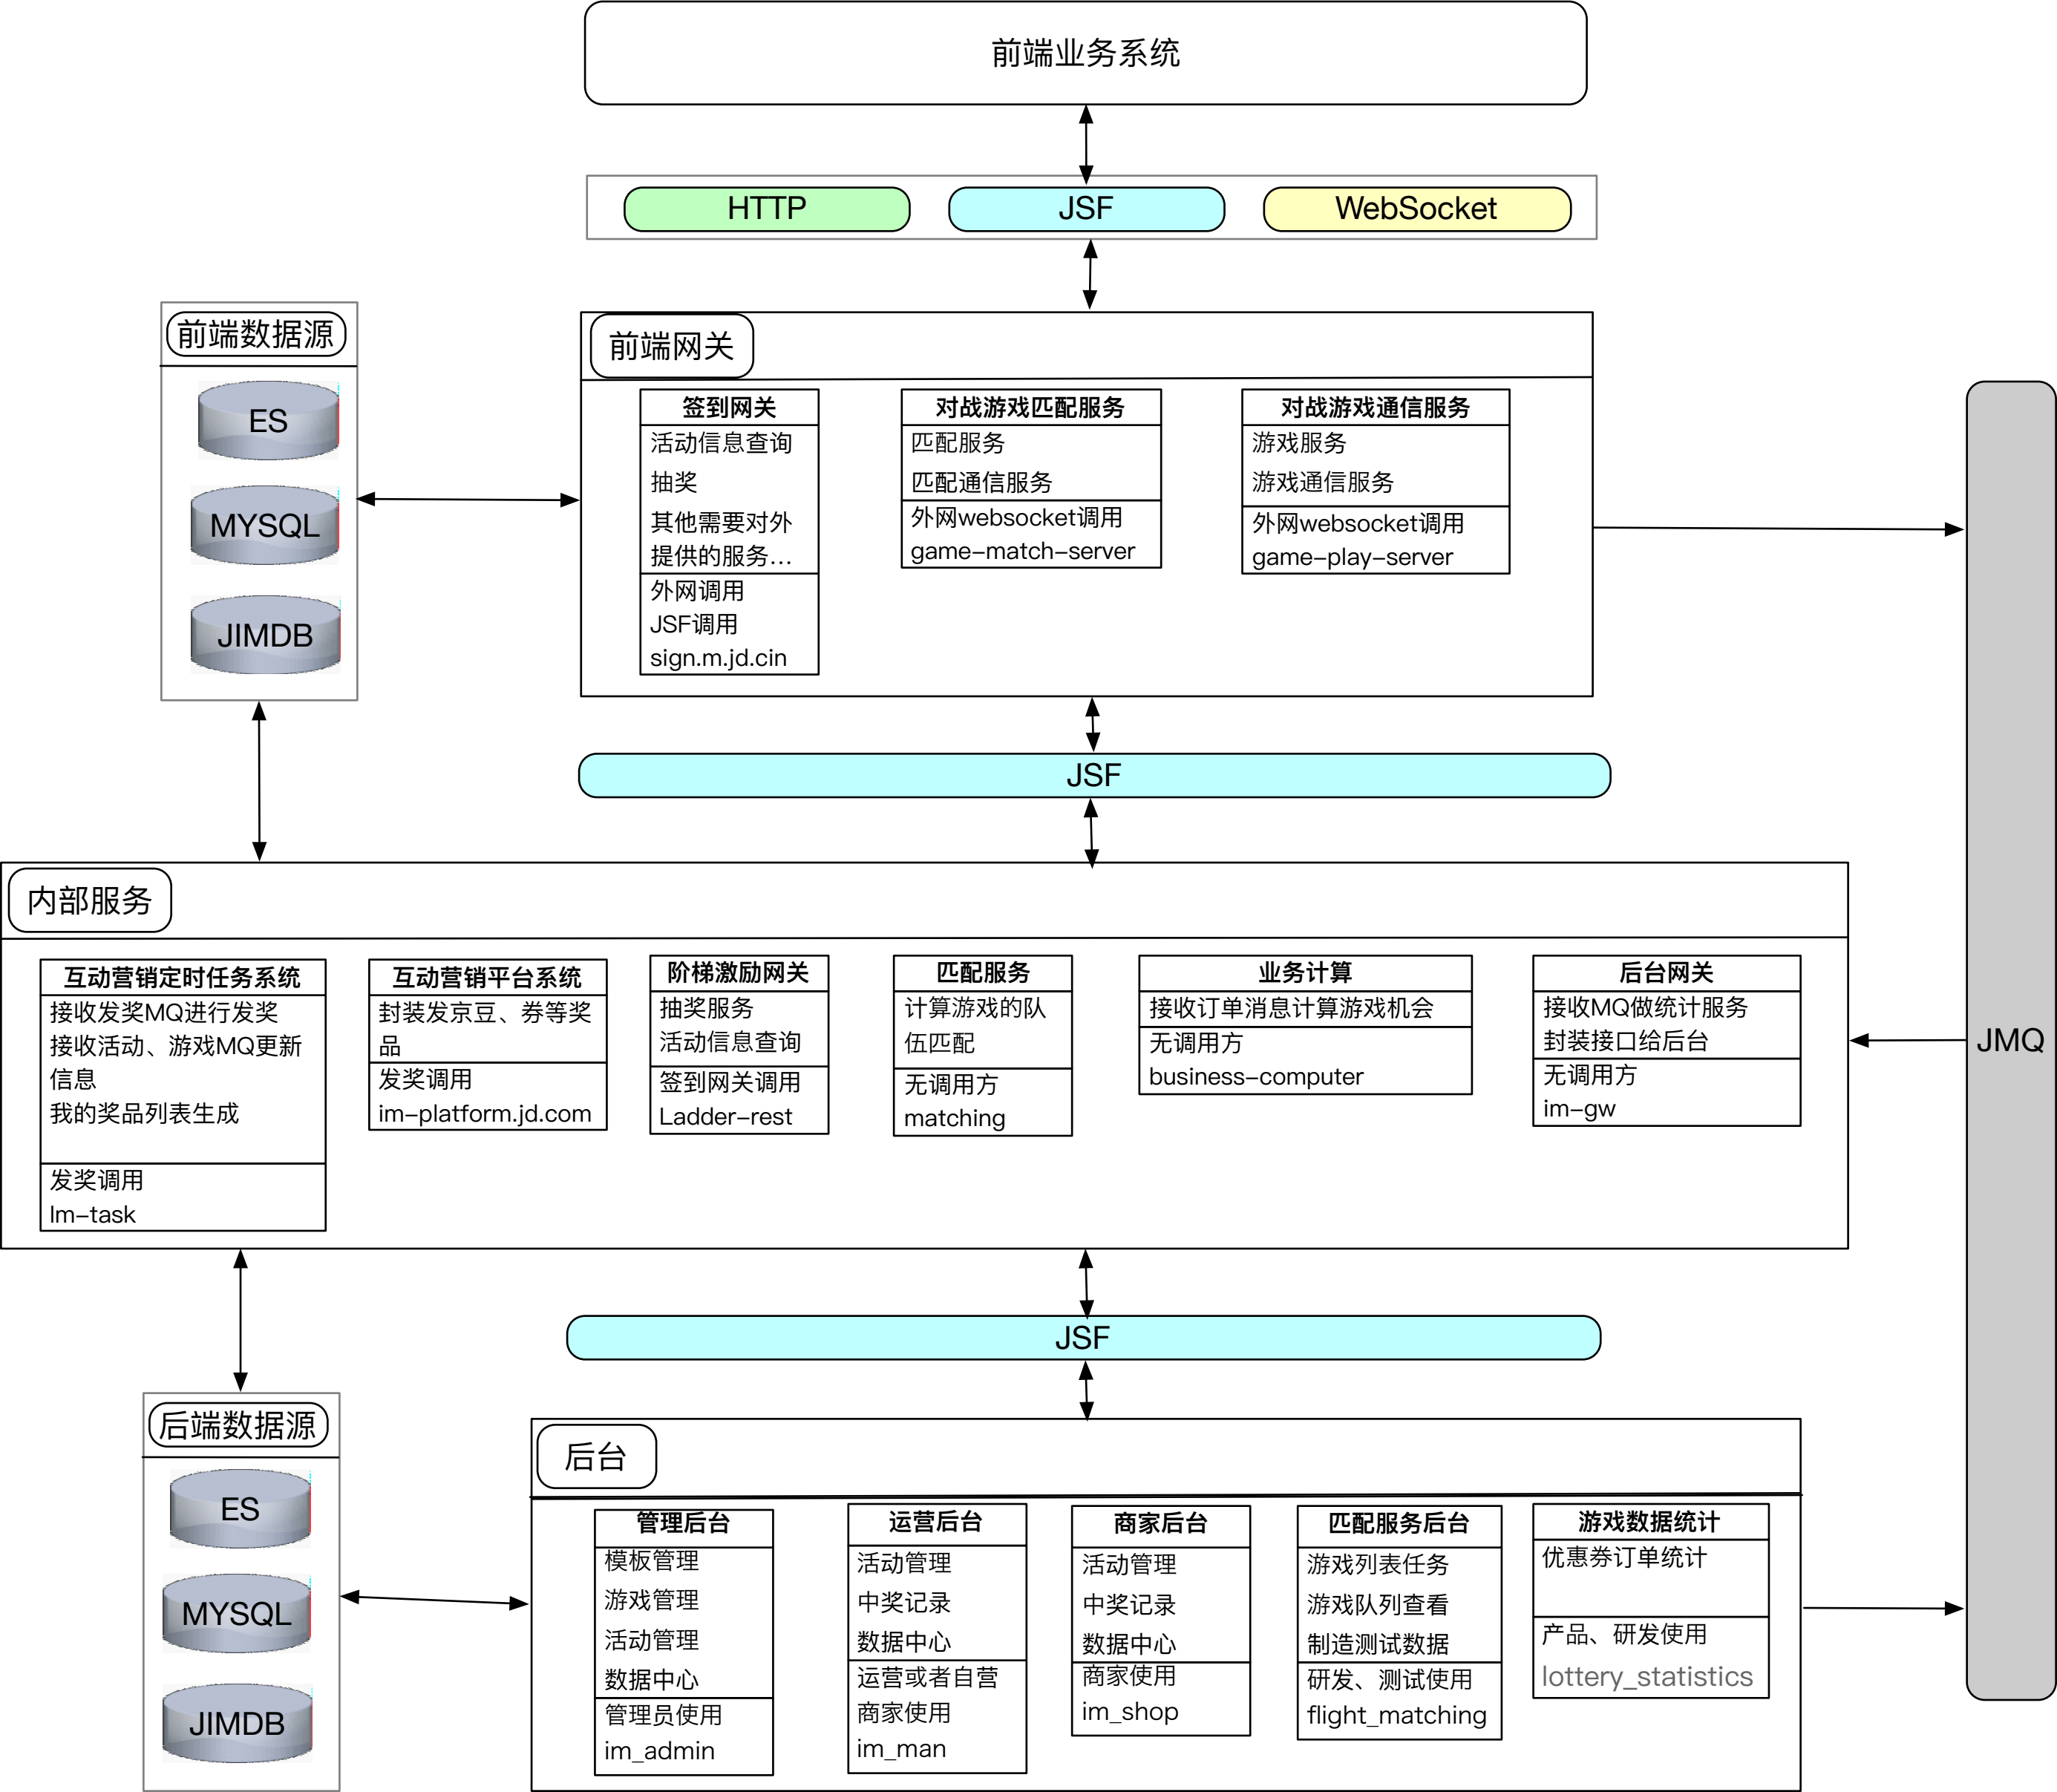 前端业务系统
HTTP
JSF
WebSocket
前端数据源
ES
MYSQL
JIMDB
前端网关
签到网关
活动信息查询
抽奖
其他需要对外
提供的服务...
外网调用
JSF调用
sign.m.jd.cin
对战游戏匹配服务
匹配服务
匹配通信服务
外网websocket调用
game-match-server
对战游戏通信服务
游戏服务
游戏通信服务
外网websocket调用
game-play-server
JSF
JMQ
内部服务
互动营销定时任务系统
接收发奖MQ进行发奖
接收活动、游戏MQ更新
信息
我的奖品列表生成
发奖调用
Im-task
互动营销平台系统
封装发京豆、券等奖
品
发奖调用
im-platform.jd.com
阶梯激励网关
抽奖服务
活动信息查询
签到网关调用
Ladder-rest
匹配服务
计算游戏的队
伍匹配
无调用方
matching
业务计算
接收订单消息计算游戏机会
无调用方
business-computer
后台网关
接收MQ做统计服务
封装接口给后台
无调用方
im-gw
JSF
后端数据源
ES
MYSQL
JIMDB
后台
管理后台
模板管理
游戏管理
活动管理
数据中心
管理员使用
im_admin
运营后台
活动管理
中奖记录
数据中心
运营或者自营
商家使用
im_man
商家后台
活动管理
中奖记录
数据中心
商家使用
im_shop
匹配服务后台
游戏列表任务
游戏队列查看
制造测试数据
研发、测试使用
flight_matching
游戏数据统计
优惠券订单统计
产品、研发使用
lottery_statistics